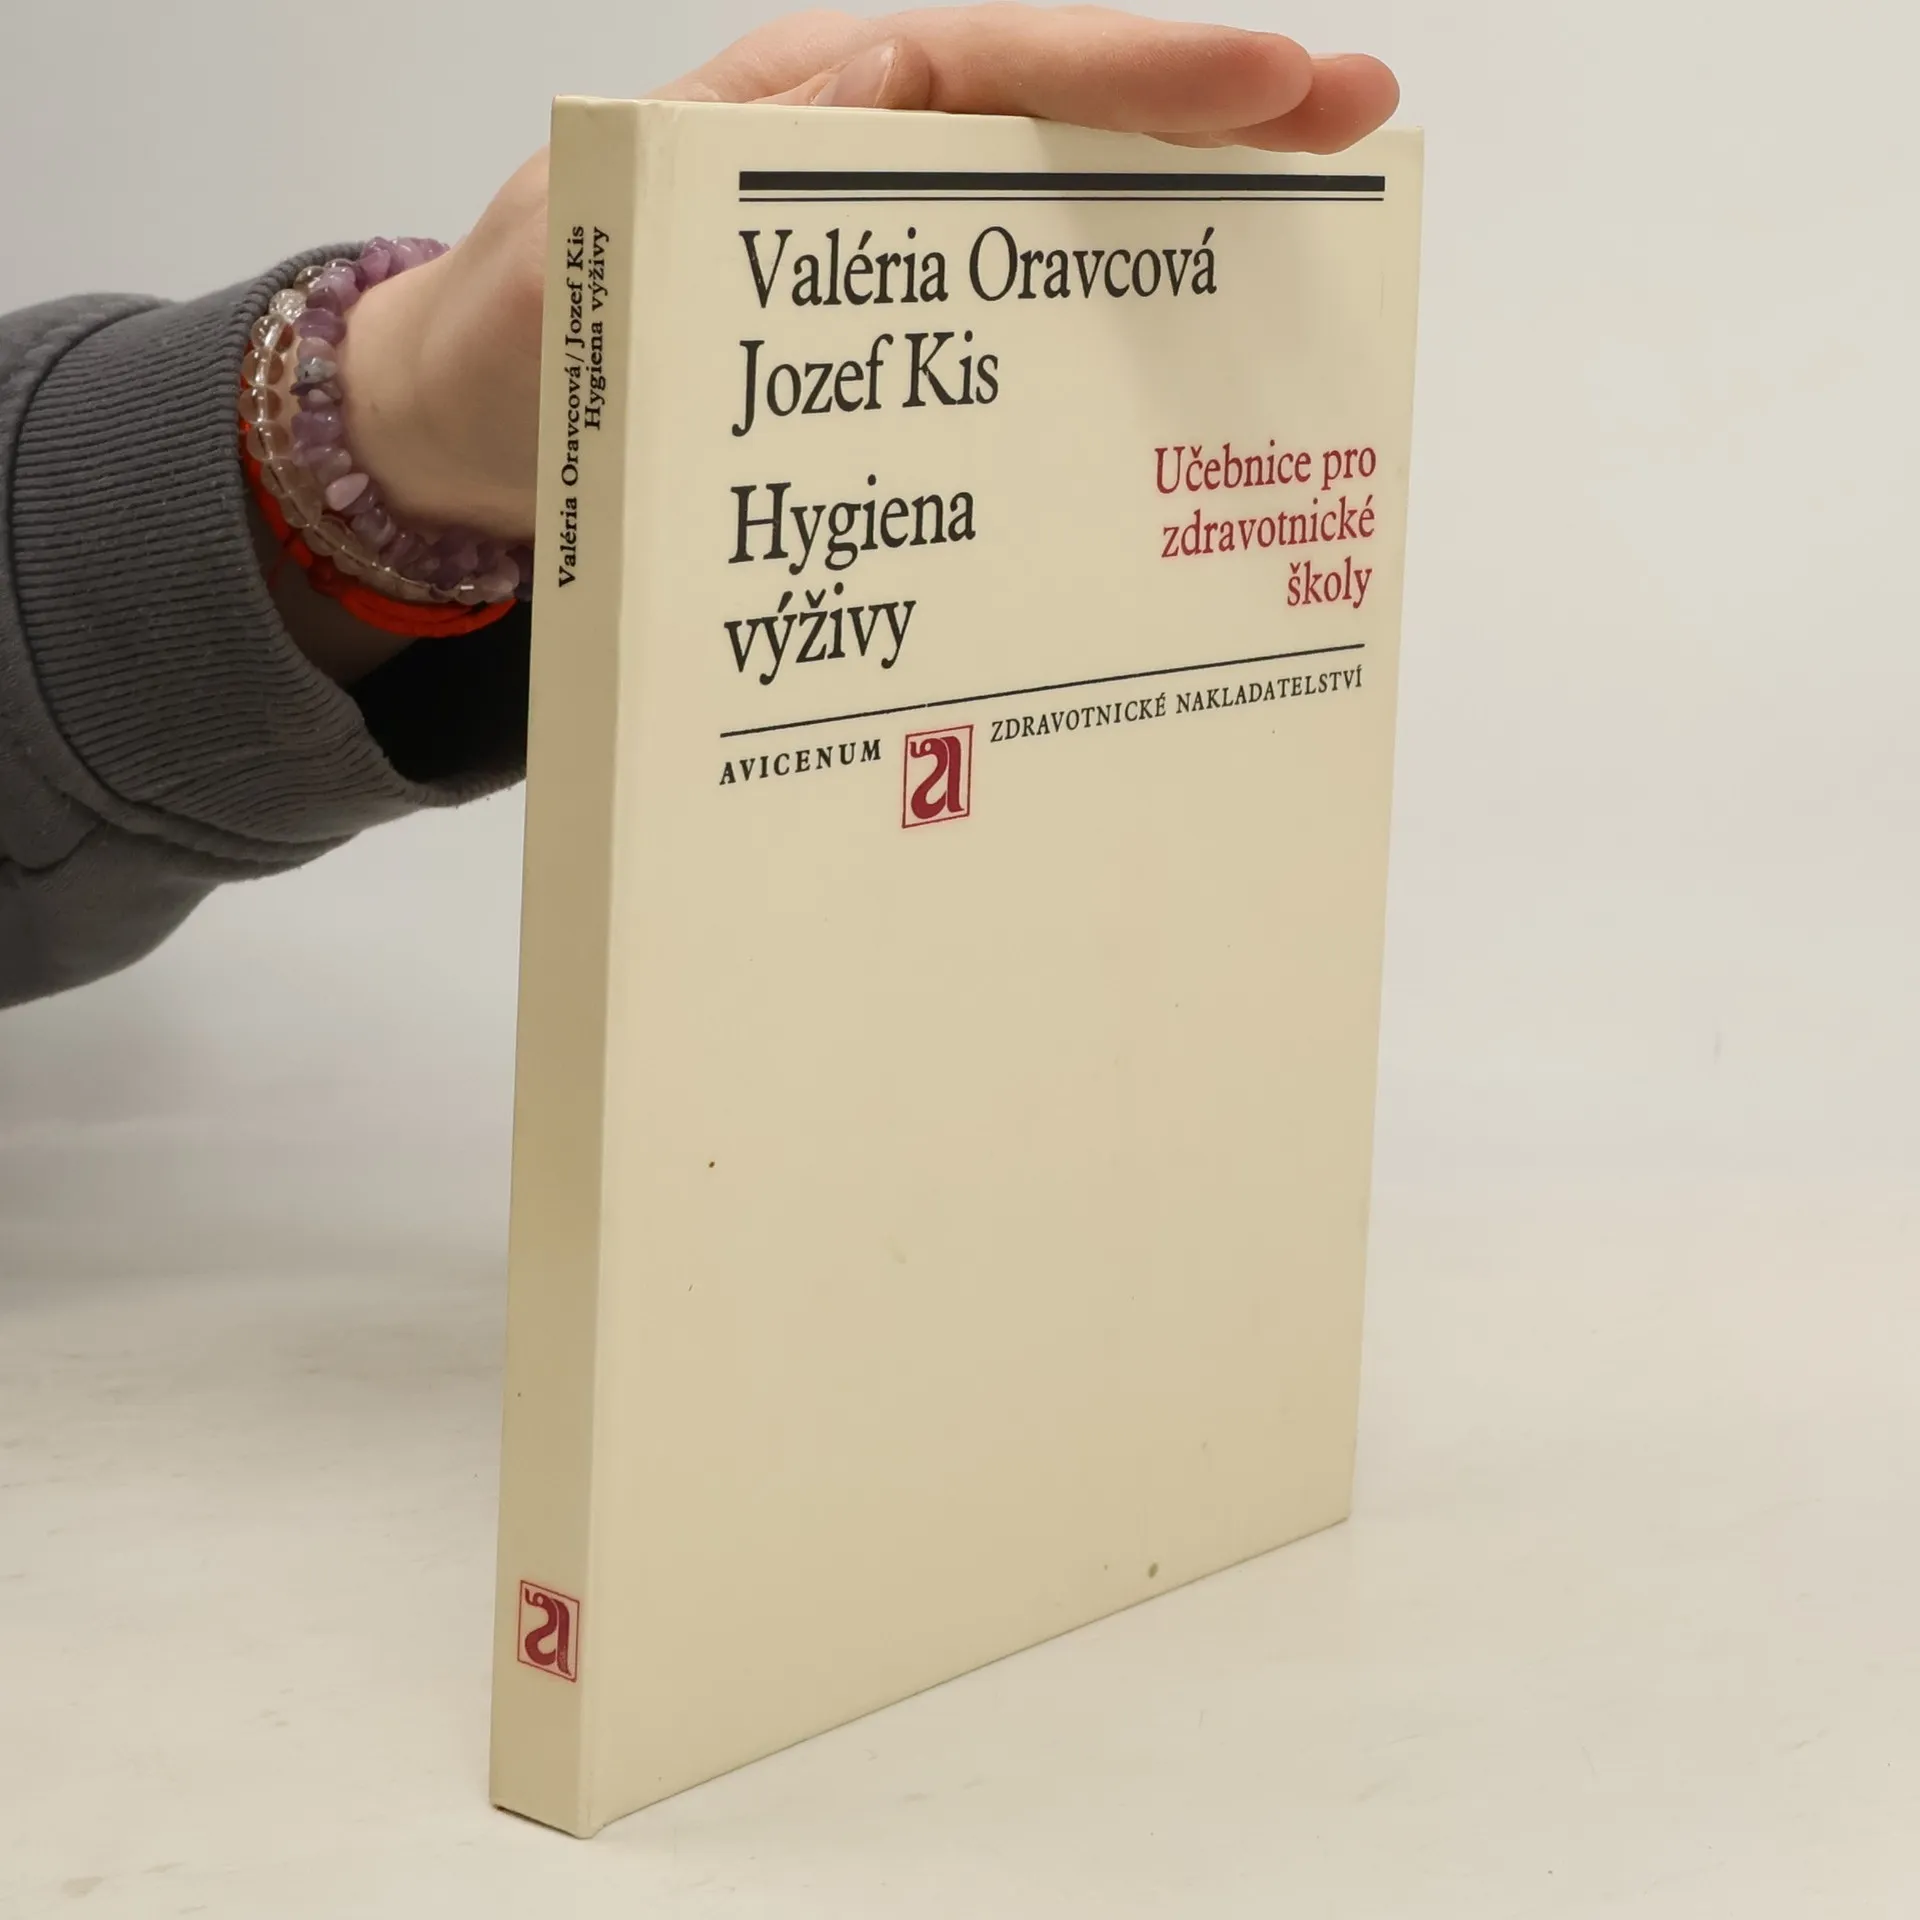 Valéria Oravcová / Jozef Kis
Hygiena výživy
Valéria Oravcová
Jozef Kis
Hygiena
výživy
Učebnice pro
zdravotnické
školy
AVICENUM a ZDRAVOTNICKÉ NAKLADATELSTVÍ
a